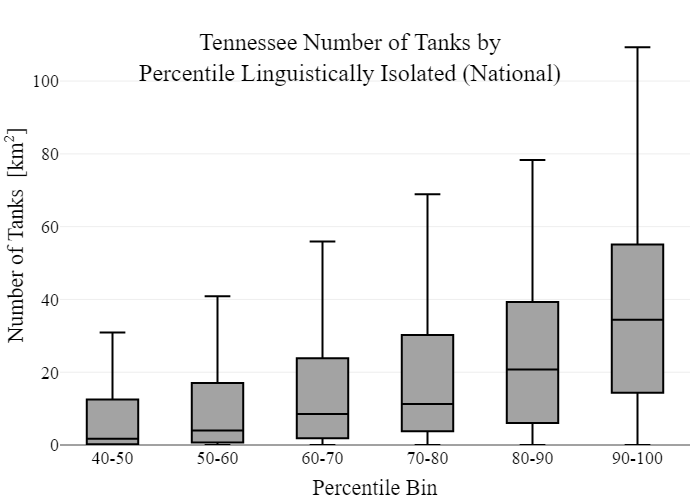 Tennessee Number of Tanks by
Percentile Linguistically Isolated (National)
Number of Tanks [km²]
100
80
60
40
20
0
40-50 50-60 60-70 70-80 80-90 90-100
Percentile Bin